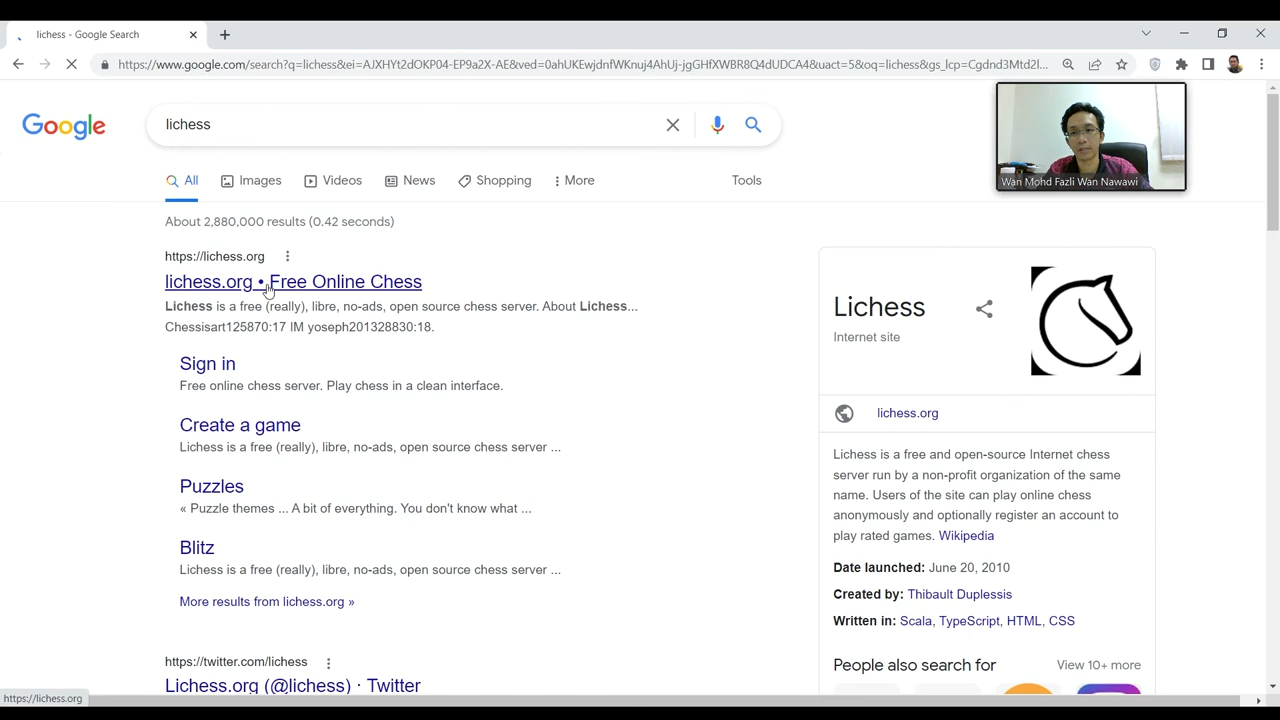 lichess - Google Search
https://www.google.com/search?q=lichess&ei=AJXHYt2dOKP04-EP9a2X-AE&ved=0ahUKEwjdnfWKnuj4AhUj-jgGHfXWBR8Q4dUDCA4&uact=5&oq=lichess&gs_lcp=Cgdnd3Mtd2l...
Google
lichess
Wan Mohd Fazli Wan Nawawi
All
Images
Videos
News
Shopping
More
Tools
About 2,880,000 results (0.42 seconds)
https://lichess.org
lichess.org • Free Online Chess
Lichess is a free (really), libre, no-ads, open source chess server. About Lichess...
Chessisart125870:17 IM yoseph201328830:18.
Sign in
Free online chess server. Play chess in a clean interface.
Create a game
Lichess is a free (really), libre, no-ads, open source chess server ...
Puzzles
« Puzzle themes ... A bit of everything. You don't know what ...
Blitz
Lichess is a free (really), libre, no-ads, open source chess server ...
More results from lichess.org »
https://twitter.com/lichess
Lichess.org (@lichess) · Twitter
Lichess
Internet site
lichess.org
Lichess is a free and open-source Internet chess
server run by a non-profit organization of the same
name. Users of the site can play online chess
anonymously and optionally register an account to
play rated games. Wikipedia
Date launched: June 20, 2010
Created by: Thibault Duplessis
Written in: Scala, TypeScript, HTML, CSS
People also search for
View 10+ more
https://lichess.org